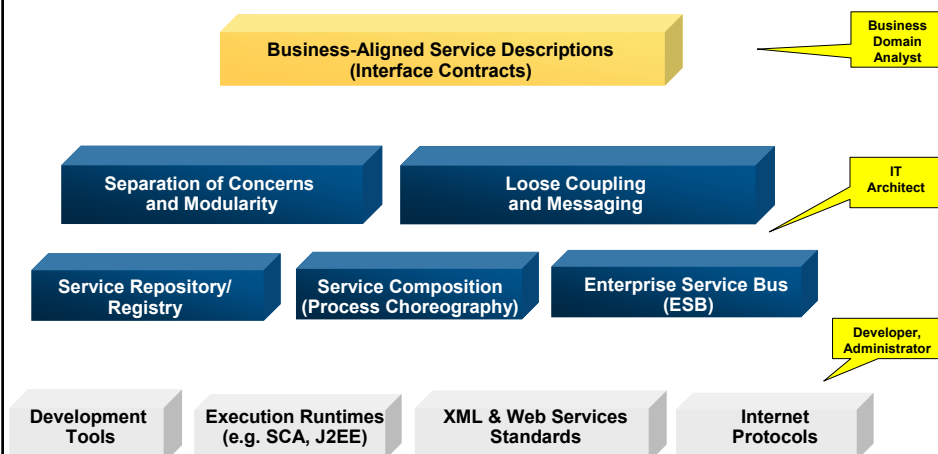 Business-Aligned Service Descriptions
(Interface Contracts)
Business
Domain
Analyst
Separation of Concerns
and Modularity
Loose Coupling
and Messaging
IT
Architect
Service Repository/
Registry
Service Composition
(Process Choreography)
Enterprise Service Bus
(ESB)
Developer,
Administrator
Development
Tools
Execution Runtimes
(e.g. SCA, J2EE)
XML & Web Services
Standards
Internet
Protocols